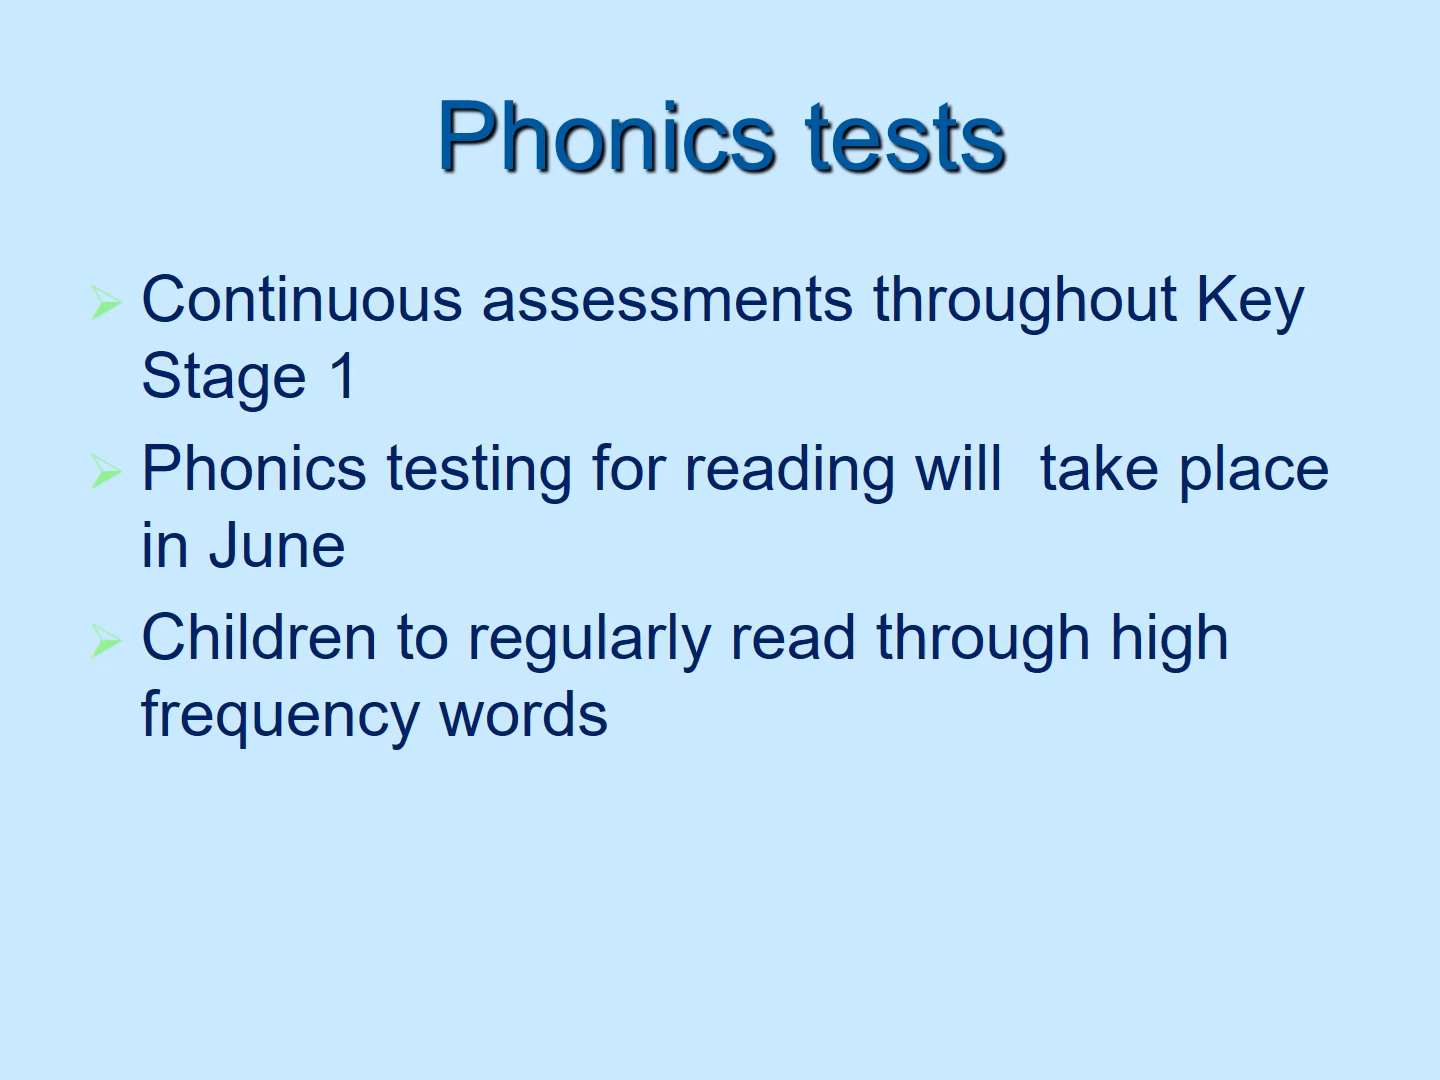 Phonics tests
Continuous assessments throughout Key
Stage 1
Phonics testing for reading will  take place
in June
Children to regularly read through high
frequency words